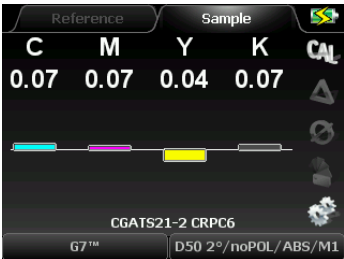 Reference Sample
C M Y K CAL
0.07 0.07 0.04 0.07
CGATS21-2 CRPC6
G7™ D50 2°/noPOL/ABS/M1